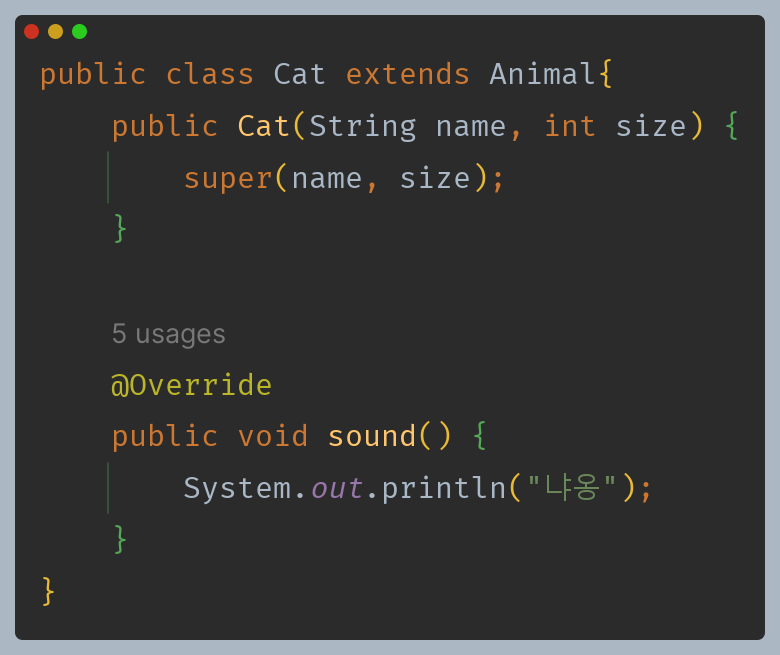 public class Cat extends Animal{
    public Cat(String name, int size) {
        super(name, size);
    }
    5 usages
    @Override
    public void sound() {
        System.out.println("냐옹");
    }
}